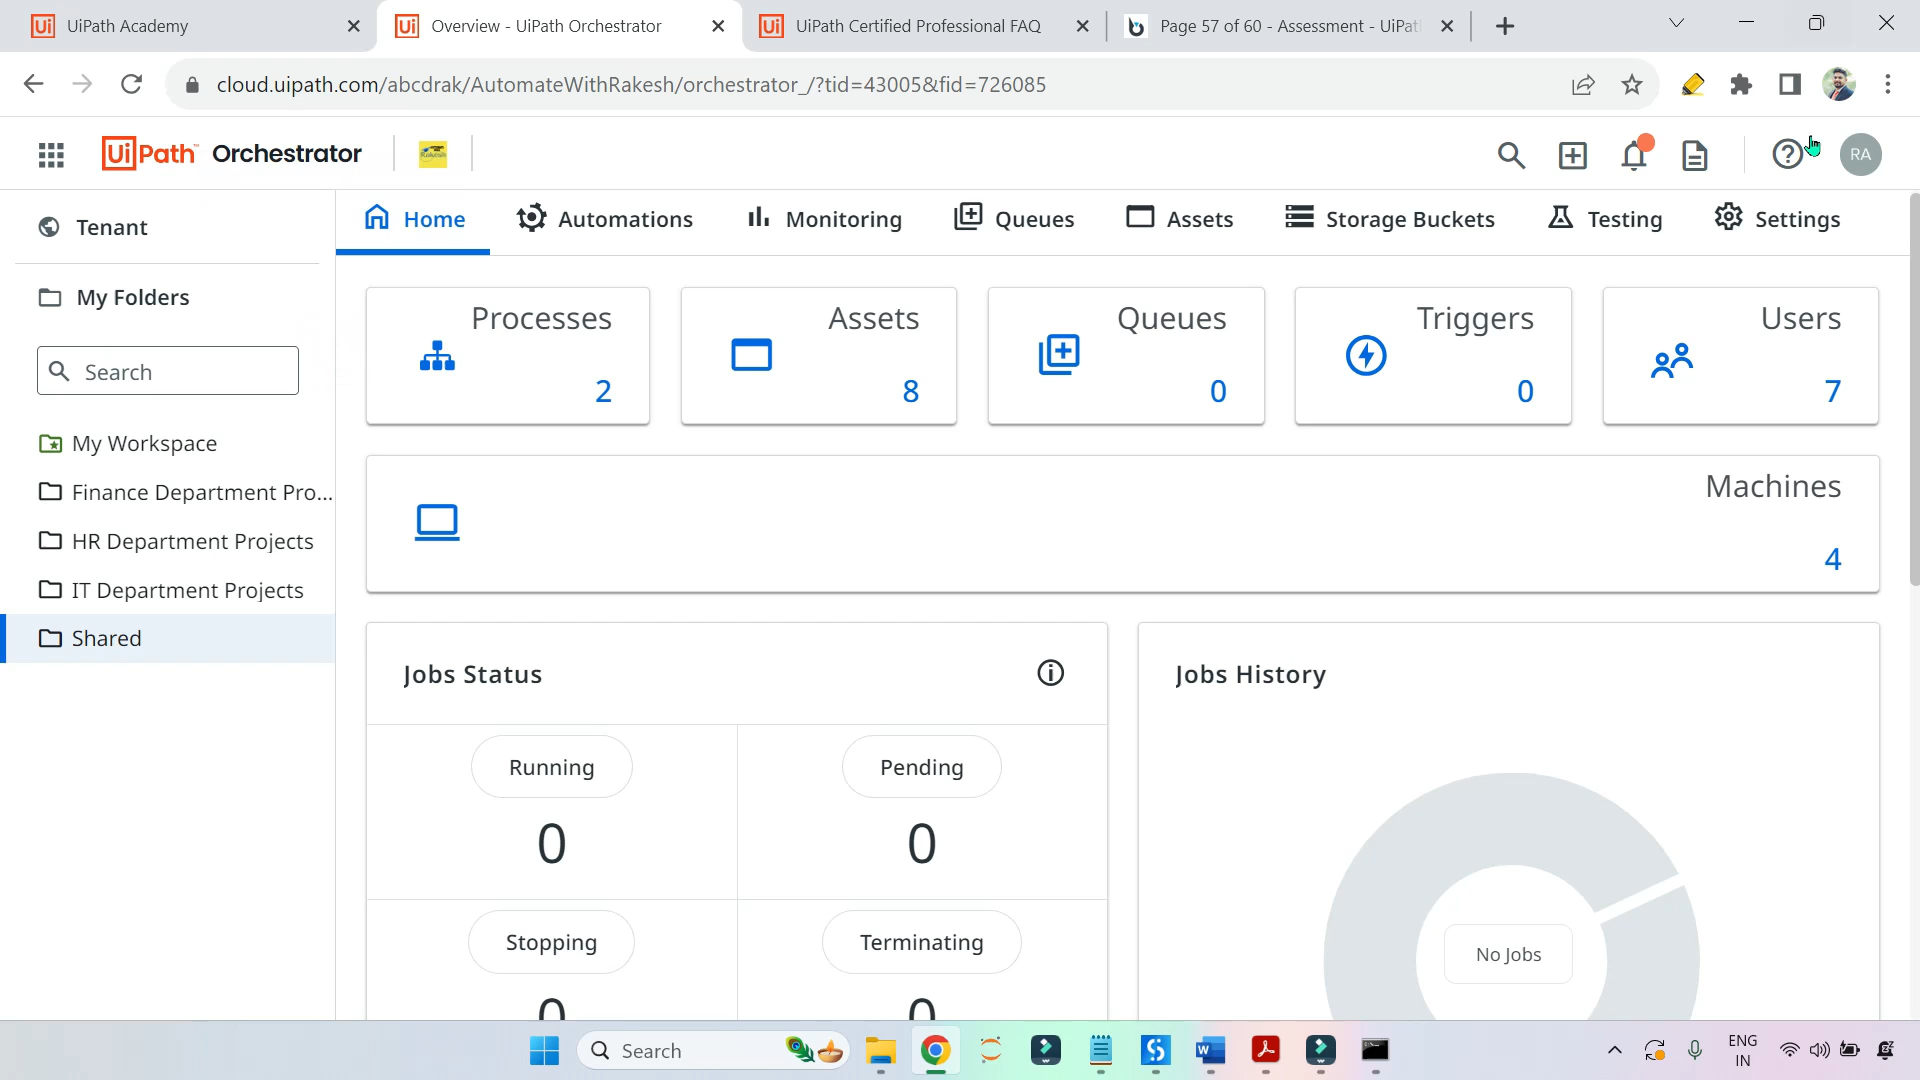 UiPath Academy
Overview - UiPath Orchestrator
UiPath Certified Professional FAQ
Page 57 of 60 - Assessment - UiPat
cloud.uipath.com/abcdrak/AutomateWithRakesh/orchestrator_/?tid=43005&fid=726085
UiPath Orchestrator
Rakesh
RA
Tenant
Home
Automations
Monitoring
Queues
Assets
Storage Buckets
Testing
Settings
My Folders
Search
My Workspace
Finance Department Pro...
HR Department Projects
IT Department Projects
Shared
Processes
2
Assets
8
Queues
0
Triggers
0
Users
7
Machines
4
Jobs Status
Running
0
Pending
0
Stopping
0
Terminating
0
Jobs History
No Jobs
Search
ENG
IN